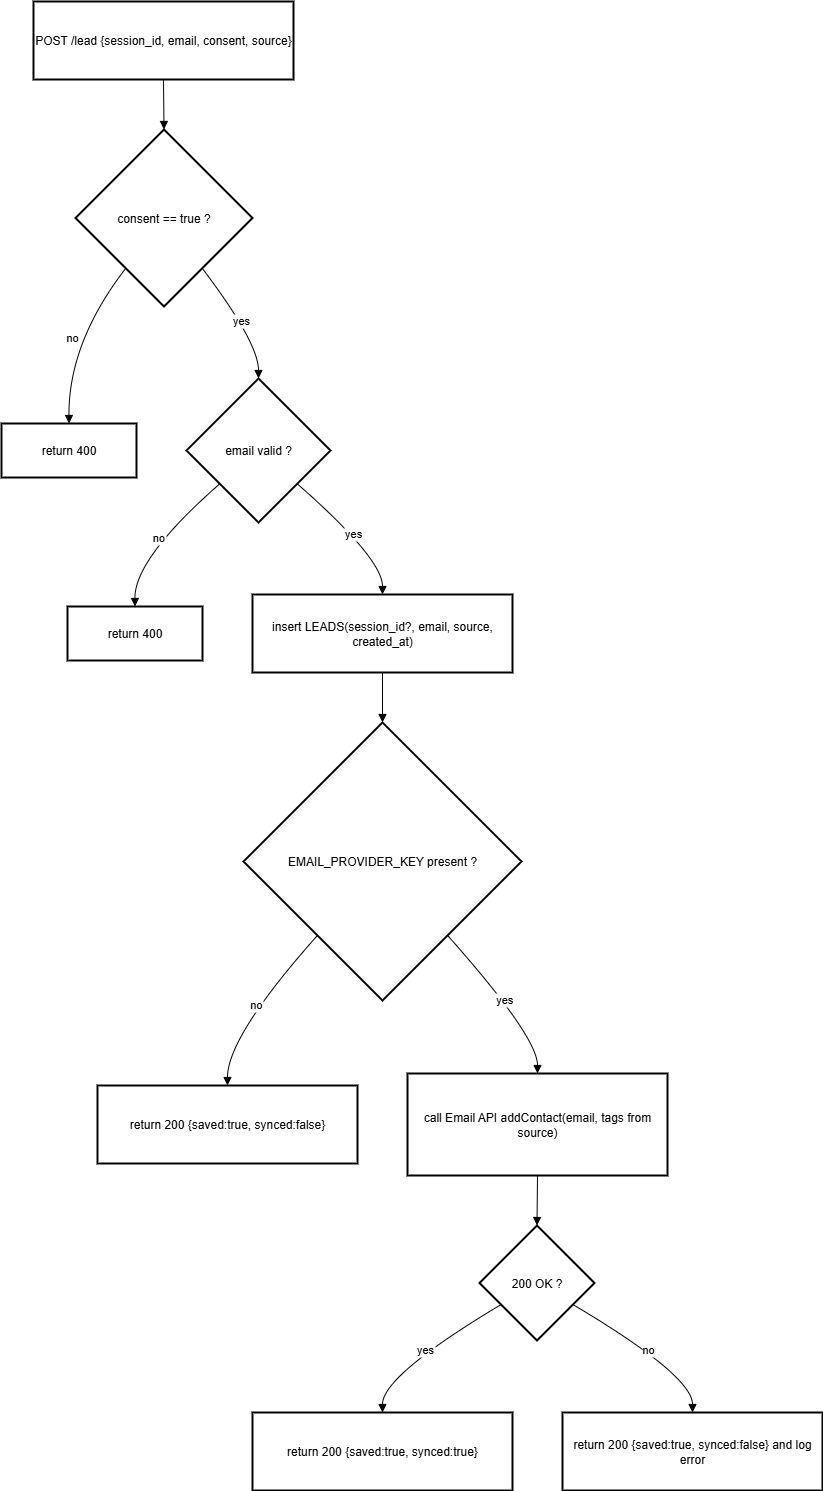 POST /lead {session_id, email, consent, source}
consent == true ?
no
yes
return 400
email valid ?
no
yes
return 400
insert LEADS(session_id?, email, source,
created_at)
EMAIL_PROVIDER_KEY present ?
no
yes
return 200 {saved:true, synced:false}
call Email API addContact(email, tags from
source)
200 OK ?
yes
no
return 200 {saved:true, synced:true}
return 200 {saved:true, synced:false} and log
error